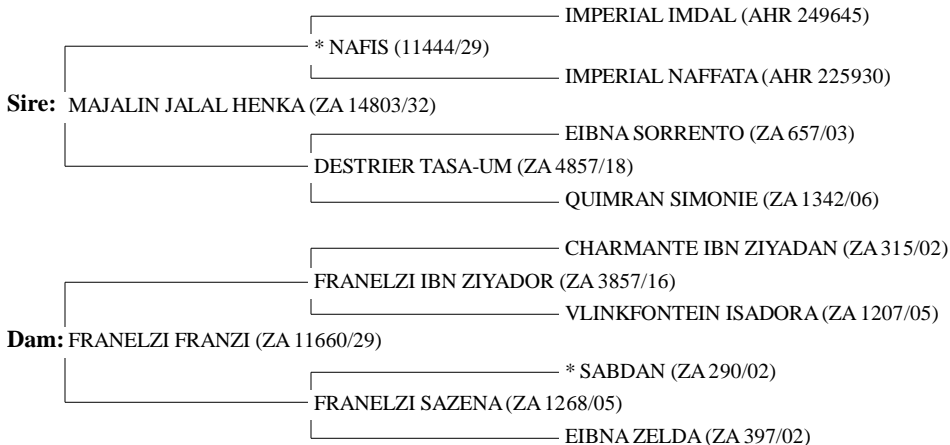 IMPERIAL IMDAL (AHR 249645)
* NAFIS (11444/29)
IMPERIAL NAFFATA (AHR 225930)
Sire: MAJALIN JALAL HENKA (ZA 14803/32)
EIBNA SORRENTO (ZA 657/03)
DESTRIER TASA-UM (ZA 4857/18)
QUIMRAN SIMONIE (ZA 1342/06)
CHARMANTE IBN ZIYADAN (ZA 315/02)
FRANELZI IBN ZIYADOR (ZA 3857/16)
VLINKFONTEIN ISADORA (ZA 1207/05)
Dam: FRANELZI FRANZI (ZA 11660/29)
* SABDAN (ZA 290/02)
FRANELZI SAZENA (ZA 1268/05)
EIBNA ZELDA (ZA 397/02)